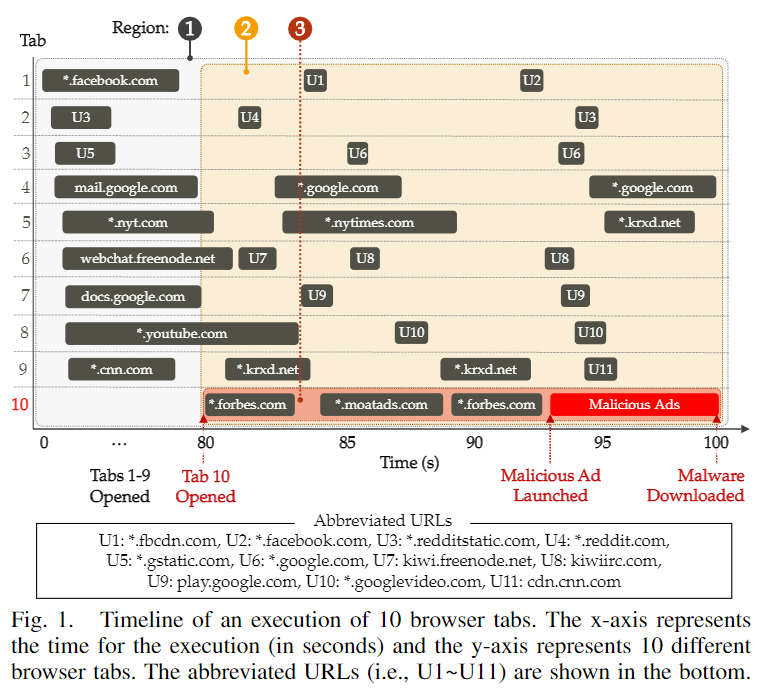 Region: 1 2 3
Tab
1 *.facebook.com U1 U2
2 U3 U4 U3
3 U5 U6 U6
4 mail.google.com *.google.com *.google.com
5 *.nyt.com *.nytimes.com *.krxd.net
6 webchat.freenode.net U7 U8 U8
7 docs.google.com U9 U9
8 *.youtube.com U10 U10
9 *.cnn.com *.krxd.net *.krxd.net U11
10 *.forbes.com *.moatads.com *.forbes.com Malicious Ads
0 ... 80 85 90 95 100
Time (s)
Tabs 1-9 Tab 10 Malicious Ad Malware
Opened Opened Launched Downloaded
Abbreviated URLs
U1: *.fbcdn.com, U2: *.facebook.com, U3: *.redditstatic.com, U4: *.reddit.com,
U5: *.gstatic.com, U6: *.google.com, U7: kiwi.freenode.net, U8: kiwiirc.com,
U9: play.google.com, U10: *.googlevideo.com, U11: cdn.cnn.com
Fig. 1. Timeline of an execution of 10 browser tabs. The x-axis represents
the time for the execution (in seconds) and the y-axis represents 10 different
browser tabs. The abbreviated URLs (i.e., U1~U11) are shown in the bottom.